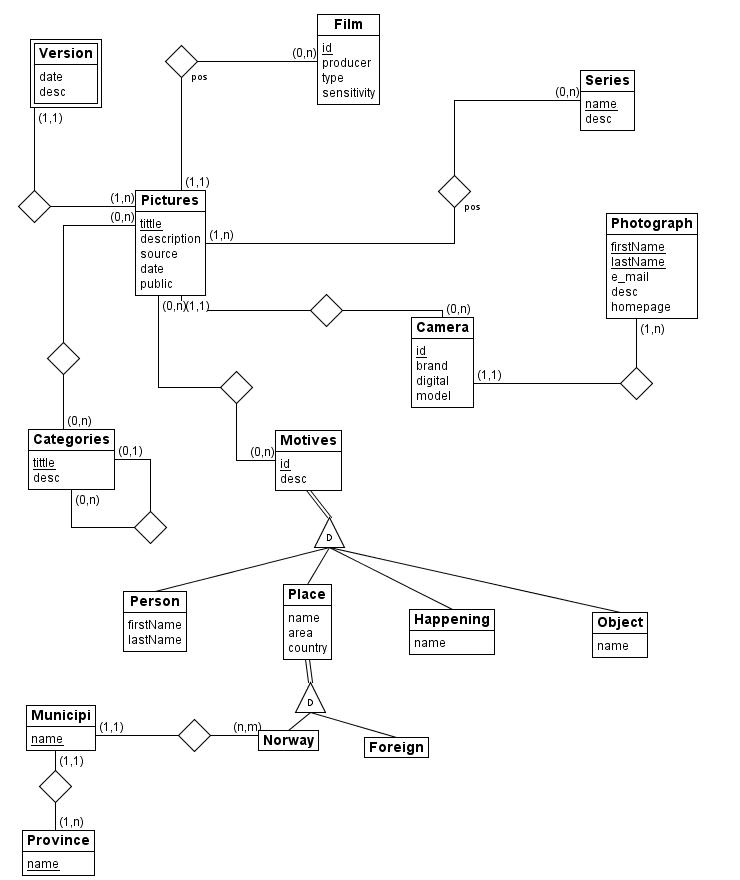 Film
id
producer
type
sensitivity
(0,n)
pos
Version
date
desc
(1,1)
Series
name
desc
(0,n)
pos
(1,1)
(1,n)
(0,n)
Pictures
tittle
description
source
date
public
(1,n)
(0,n)
(1,1)
Photograph
firstName
lastName
e_mail
desc
homepage
(1,n)
(0,n)
Camera
id
brand
digital
model
(1,1)
(0,n)
Categories
tittle
desc
(0,1)
(0,n)
(0,n)
Motives
id
desc
D
Person
firstName
lastName
Place
name
area
country
Happening
name
Object
name
D
Municipi
name
(1,1)
(n,m)
Norway
Foreign
(1,1)
(1,n)
Province
name